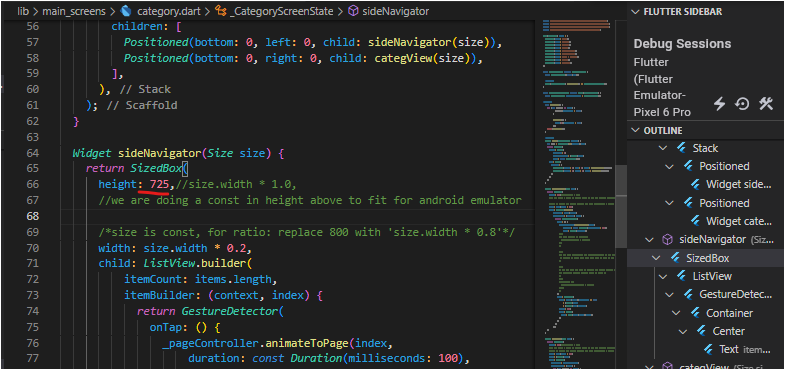 lib > main_screens > category.dart > _CategoryScreenState > sideNavigator
56 children: [
57 Positioned(bottom: 0, left: 0, child: sideNavigator(size)),
58 Positioned(bottom: 0, right: 0, child: categView(size)),
59 ],
60 ), // Stack
61 ); // Scaffold
62 }
63
64 Widget sideNavigator(Size size) {
65 return SizedBox(
66 height: 725,//size.width * 1.0,
67 //we are doing a const in height above to fit for android emulator
68
69 /*size is const, for ratio: replace 800 with 'size.width * 0.8'*/
70 width: size.width * 0.2,
71 child: ListView.builder(
72 itemCount: items.length,
73 itemBuilder: (context, index) {
74 return GestureDetector(
75 onTap: () {
76 _pageController.animateToPage(index,
77 duration: const Duration(milliseconds: 100),
FLUTTER SIDEBAR
Debug Sessions
Flutter
(Flutter
Emulator-
Pixel 6 Pro
OUTLINE
Stack
Positioned
Widget side...
Positioned
Widget cate...
sideNavigator (Siz...
SizedBox
ListView
GestureDetec...
Container
Center
Text item...
categView (Size si...